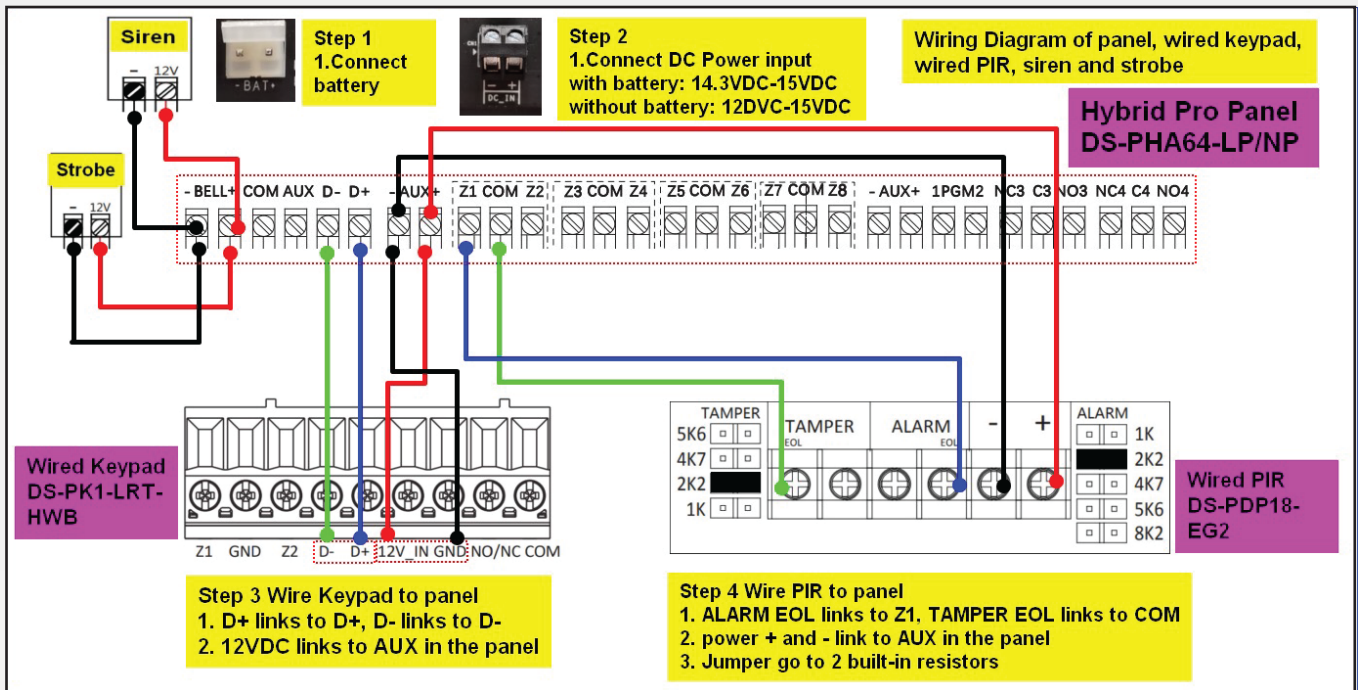 Siren
- 12V
- BAT+
Step 1
1.Connect
battery
DC_IN
Step 2
1.Connect DC Power input
with battery: 14.3VDC-15VDC
without battery: 12DVC-15VDC
Wiring Diagram of panel, wired keypad,
wired PIR, siren and strobe
Hybrid Pro Panel
DS-PHA64-LP/NP
Strobe
- 12V
- BELL+ COM AUX D- D+ - AUX+ Z1 COM Z2 Z3 COM Z4 Z5 COM Z6 Z7 COM Z8 - AUX+ 1PGM2 NC3 C3 NO3 NC4 C4 NO4
Wired Keypad
DS-PK1-LRT-
HWB
Z1 GND Z2 D- D+ 12V_IN GND NO/NC COM
TAMPER
5K6
4K7
2K2
1K
TAMPER
EOL
ALARM
EOL
- +
ALARM
1K
2K2
4K7
5K6
8K2
Wired PIR
DS-PDP18-
EG2
Step 3 Wire Keypad to panel
1. D+ links to D+, D- links to D-
2. 12VDC links to AUX in the panel
Step 4 Wire PIR to panel
1. ALARM EOL links to Z1, TAMPER EOL links to COM
2. power + and - link to AUX in the panel
3. Jumper go to 2 built-in resistors